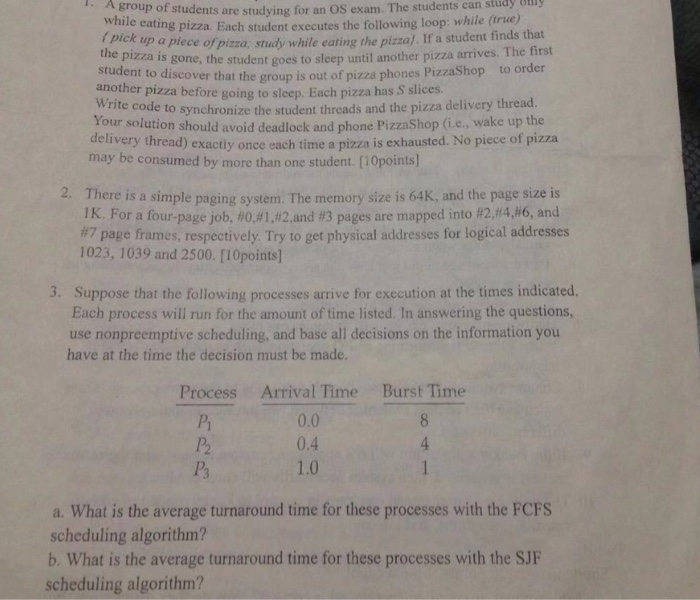 1. A group of students are studying for an OS exam. The students can study only
while eating pizza. Each student executes the following loop: while (true)
{ pick up a piece of pizza; study while eating the pizza}. If a student finds that
the pizza is gone, the student goes to sleep until another pizza arrives. The first
student to discover that the group is out of pizza phones PizzaShop to order
another pizza before going to sleep. Each pizza has S slices.
Write code to synchronize the student threads and the pizza delivery thread.
Your solution should avoid deadlock and phone PizzaShop (i.e., wake up the
delivery thread) exactly once each time a pizza is exhausted. No piece of pizza
may be consumed by more than one student. [10points]
2. There is a simple paging system. The memory size is 64K, and the page size is
1K. For a four-page job, #0,#1,#2,and #3 pages are mapped into #2,#4,#6, and
#7 page frames, respectively. Try to get physical addresses for logical addresses
1023, 1039 and 2500. [10points]
3. Suppose that the following processes arrive for execution at the times indicated.
Each process will run for the amount of time listed. In answering the questions,
use nonpreemptive scheduling, and base all decisions on the information you
have at the time the decision must be made.
Process Arrival Time Burst Time
P1 0.0 8
P2 0.4 4
P3 1.0 1
a. What is the average turnaround time for these processes with the FCFS
scheduling algorithm?
b. What is the average turnaround time for these processes with the SJF
scheduling algorithm?